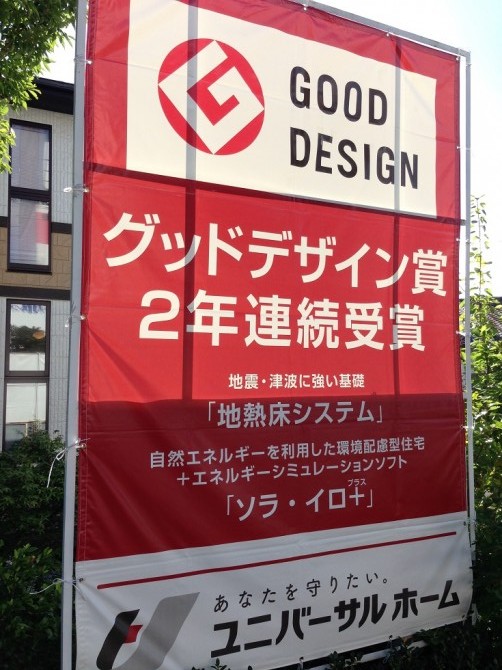 GOOD
DESIGN
グッドデザイン賞
2年連続受賞
地震・津波に強い基礎
「地熱床システム」
自然エネルギーを利用した環境配慮型住宅
+エネルギーシミュレーションソフト
プラス
「ソラ・イロ+」
あなたを守りたい。
ユニバーサルホーム